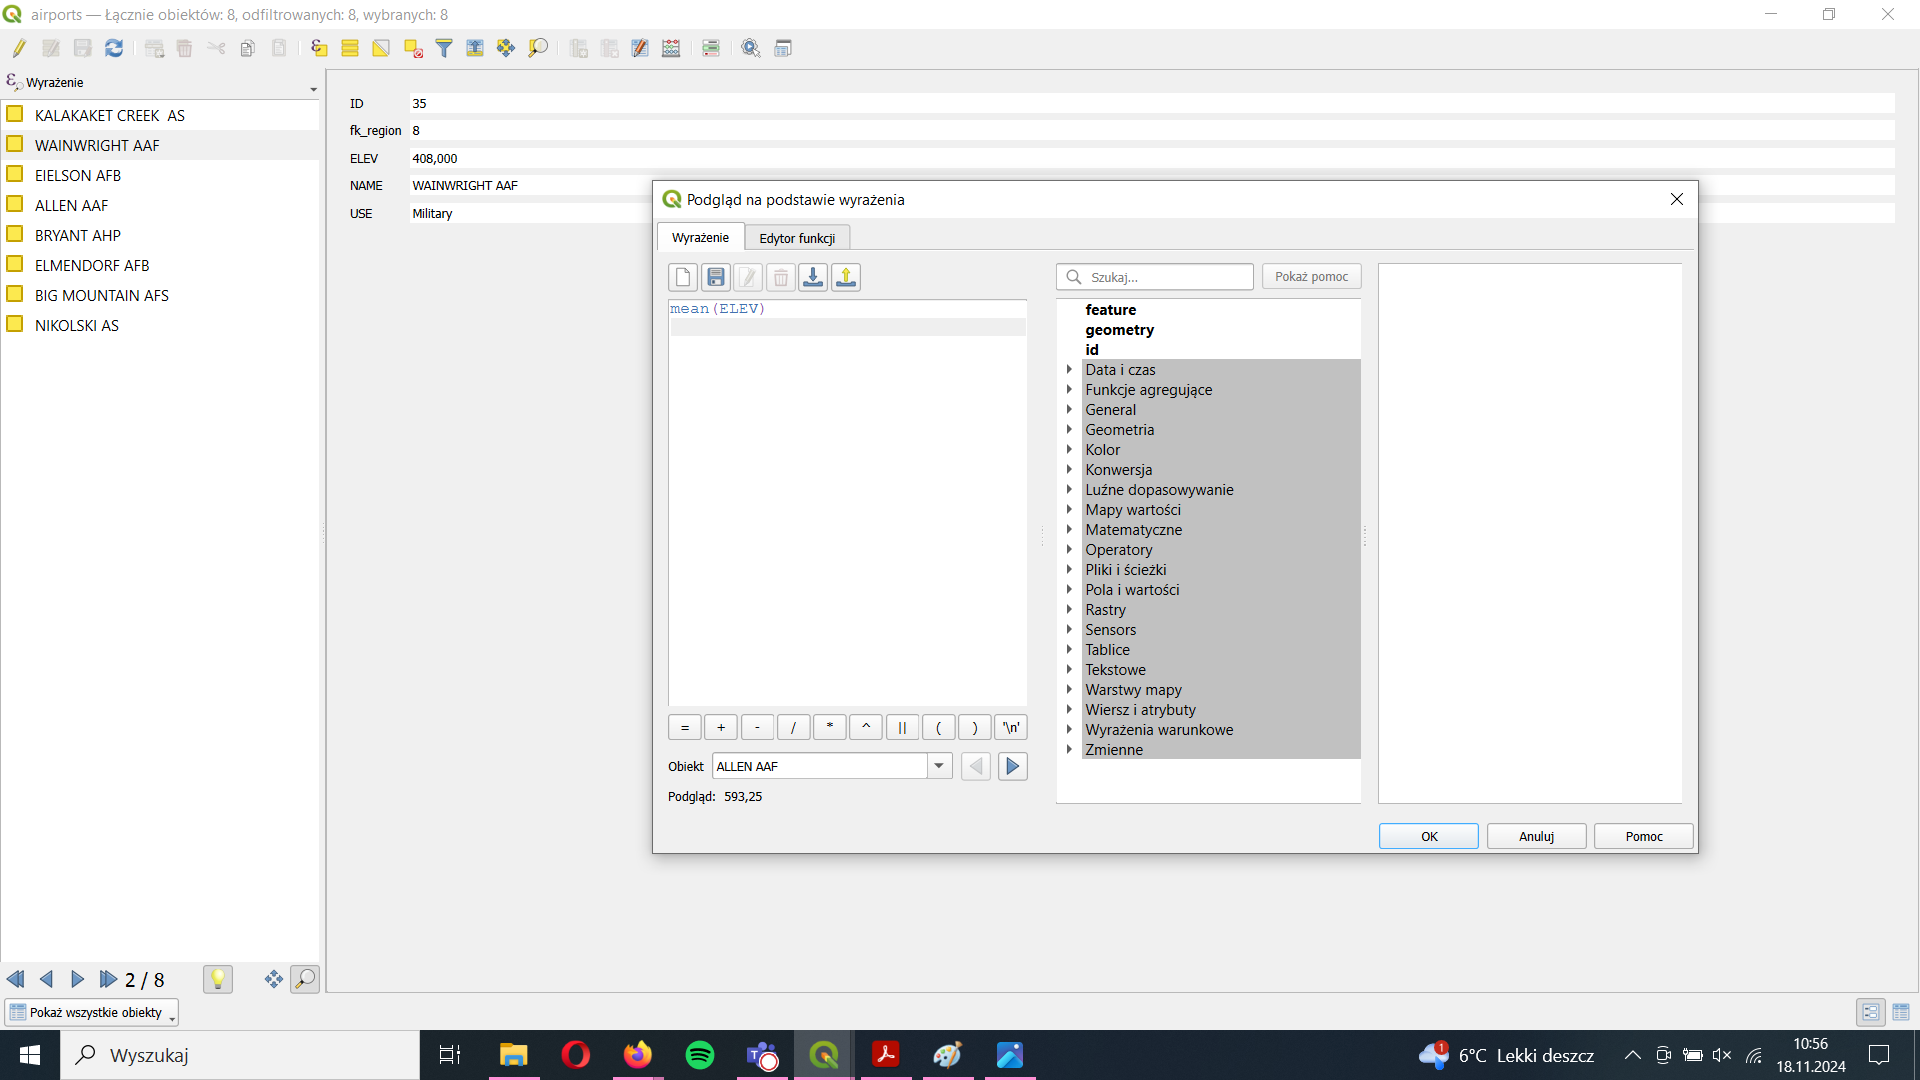 airports — Łącznie obiektów: 8, odfiltrowanych: 8, wybranych: 8
Wyrażenie
KALAKAKET CREEK  AS
WAINWRIGHT AAF
EIELSON AFB
ALLEN AAF
BRYANT AHP
ELMENDORF AFB
BIG MOUNTAIN AFS
NIKOLSKI AS
ID 35
fk_region 8
ELEV 408,000
NAME WAINWRIGHT AAF
USE Military
Podgląd na podstawie wyrażenia
Wyrażenie Edytor funkcji
Szukaj... Pokaż pomoc
mean(ELEV)
feature
geometry
id
Data i czas
Funkcje agregujące
General
Geometria
Kolor
Konwersja
Luźne dopasowywanie
Mapy wartości
Matematyczne
Operatory
Pliki i ścieżki
Pola i wartości
Rastry
Sensors
Tablice
Tekstowe
Warstwy mapy
Wiersz i atrybuty
Wyrażenia warunkowe
Zmienne
= + - / * ^ || ( ) '\n'
Obiekt ALLEN AAF
Podgląd: 593,25
OK Anuluj Pomoc
2 / 8
Pokaż wszystkie obiekty
Wyszukaj
1 6°C Lekki deszcz
10:56
18.11.2024